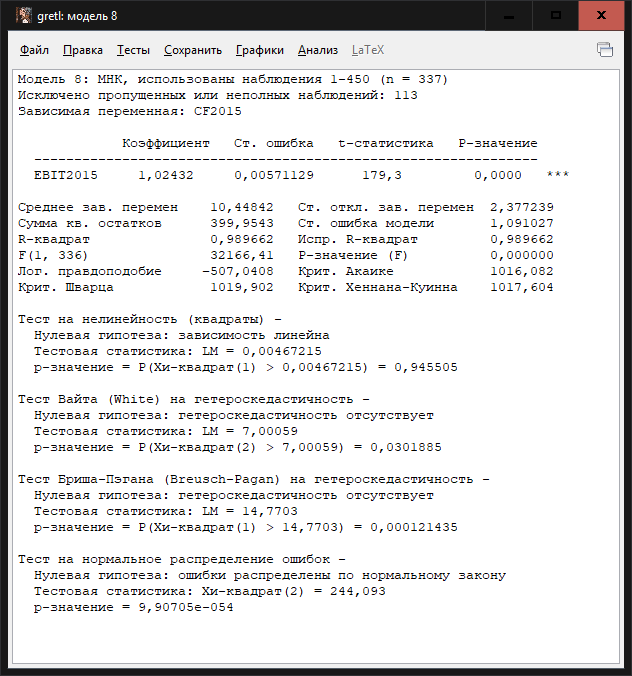 gretl: модель 8
Файл Правка Тесты Сохранить Графики Анализ LaTeX
Модель 8: МНК, использованы наблюдения 1-450 (n = 337)
Исключено пропущенных или неполных наблюдений: 113
Зависимая переменная: CF2015
Коэффициент Ст. ошибка t-статистика P-значение
----------------------------------------------------------------
EBIT2015 1,02432 0,00571129 179,3 0,0000 ***
Среднее зав. перемен 10,44842 Ст. откл. зав. перемен 2,377239
Сумма кв. остатков 399,9543 Ст. ошибка модели 1,091027
R-квадрат 0,989662 Испр. R-квадрат 0,989662
F(1, 336) 32166,41 P-значение (F) 0,000000
Лог. правдоподобие -507,0408 Крит. Акаике 1016,082
Крит. Шварца 1019,902 Крит. Хеннана-Куинна 1017,604
Тест на нелинейность (квадраты) -
Нулевая гипотеза: зависимость линейна
Тестовая статистика: LM = 0,00467215
р-значение = P(Хи-квадрат(1) > 0,00467215) = 0,945505
Тест Вайта (White) на гетероскедастичность -
Нулевая гипотеза: гетероскедастичность отсутствует
Тестовая статистика: LM = 7,00059
р-значение = P(Хи-квадрат(2) > 7,00059) = 0,0301885
Тест Бриша-Пэгана (Breusch-Pagan) на гетероскедастичность -
Нулевая гипотеза: гетероскедастичность отсутствует
Тестовая статистика: LM = 14,7703
р-значение = P(Хи-квадрат(1) > 14,7703) = 0,000121435
Тест на нормальное распределение ошибок -
Нулевая гипотеза: ошибки распределены по нормальному закону
Тестовая статистика: Хи-квадрат(2) = 244,093
р-значение = 9,90705e-054